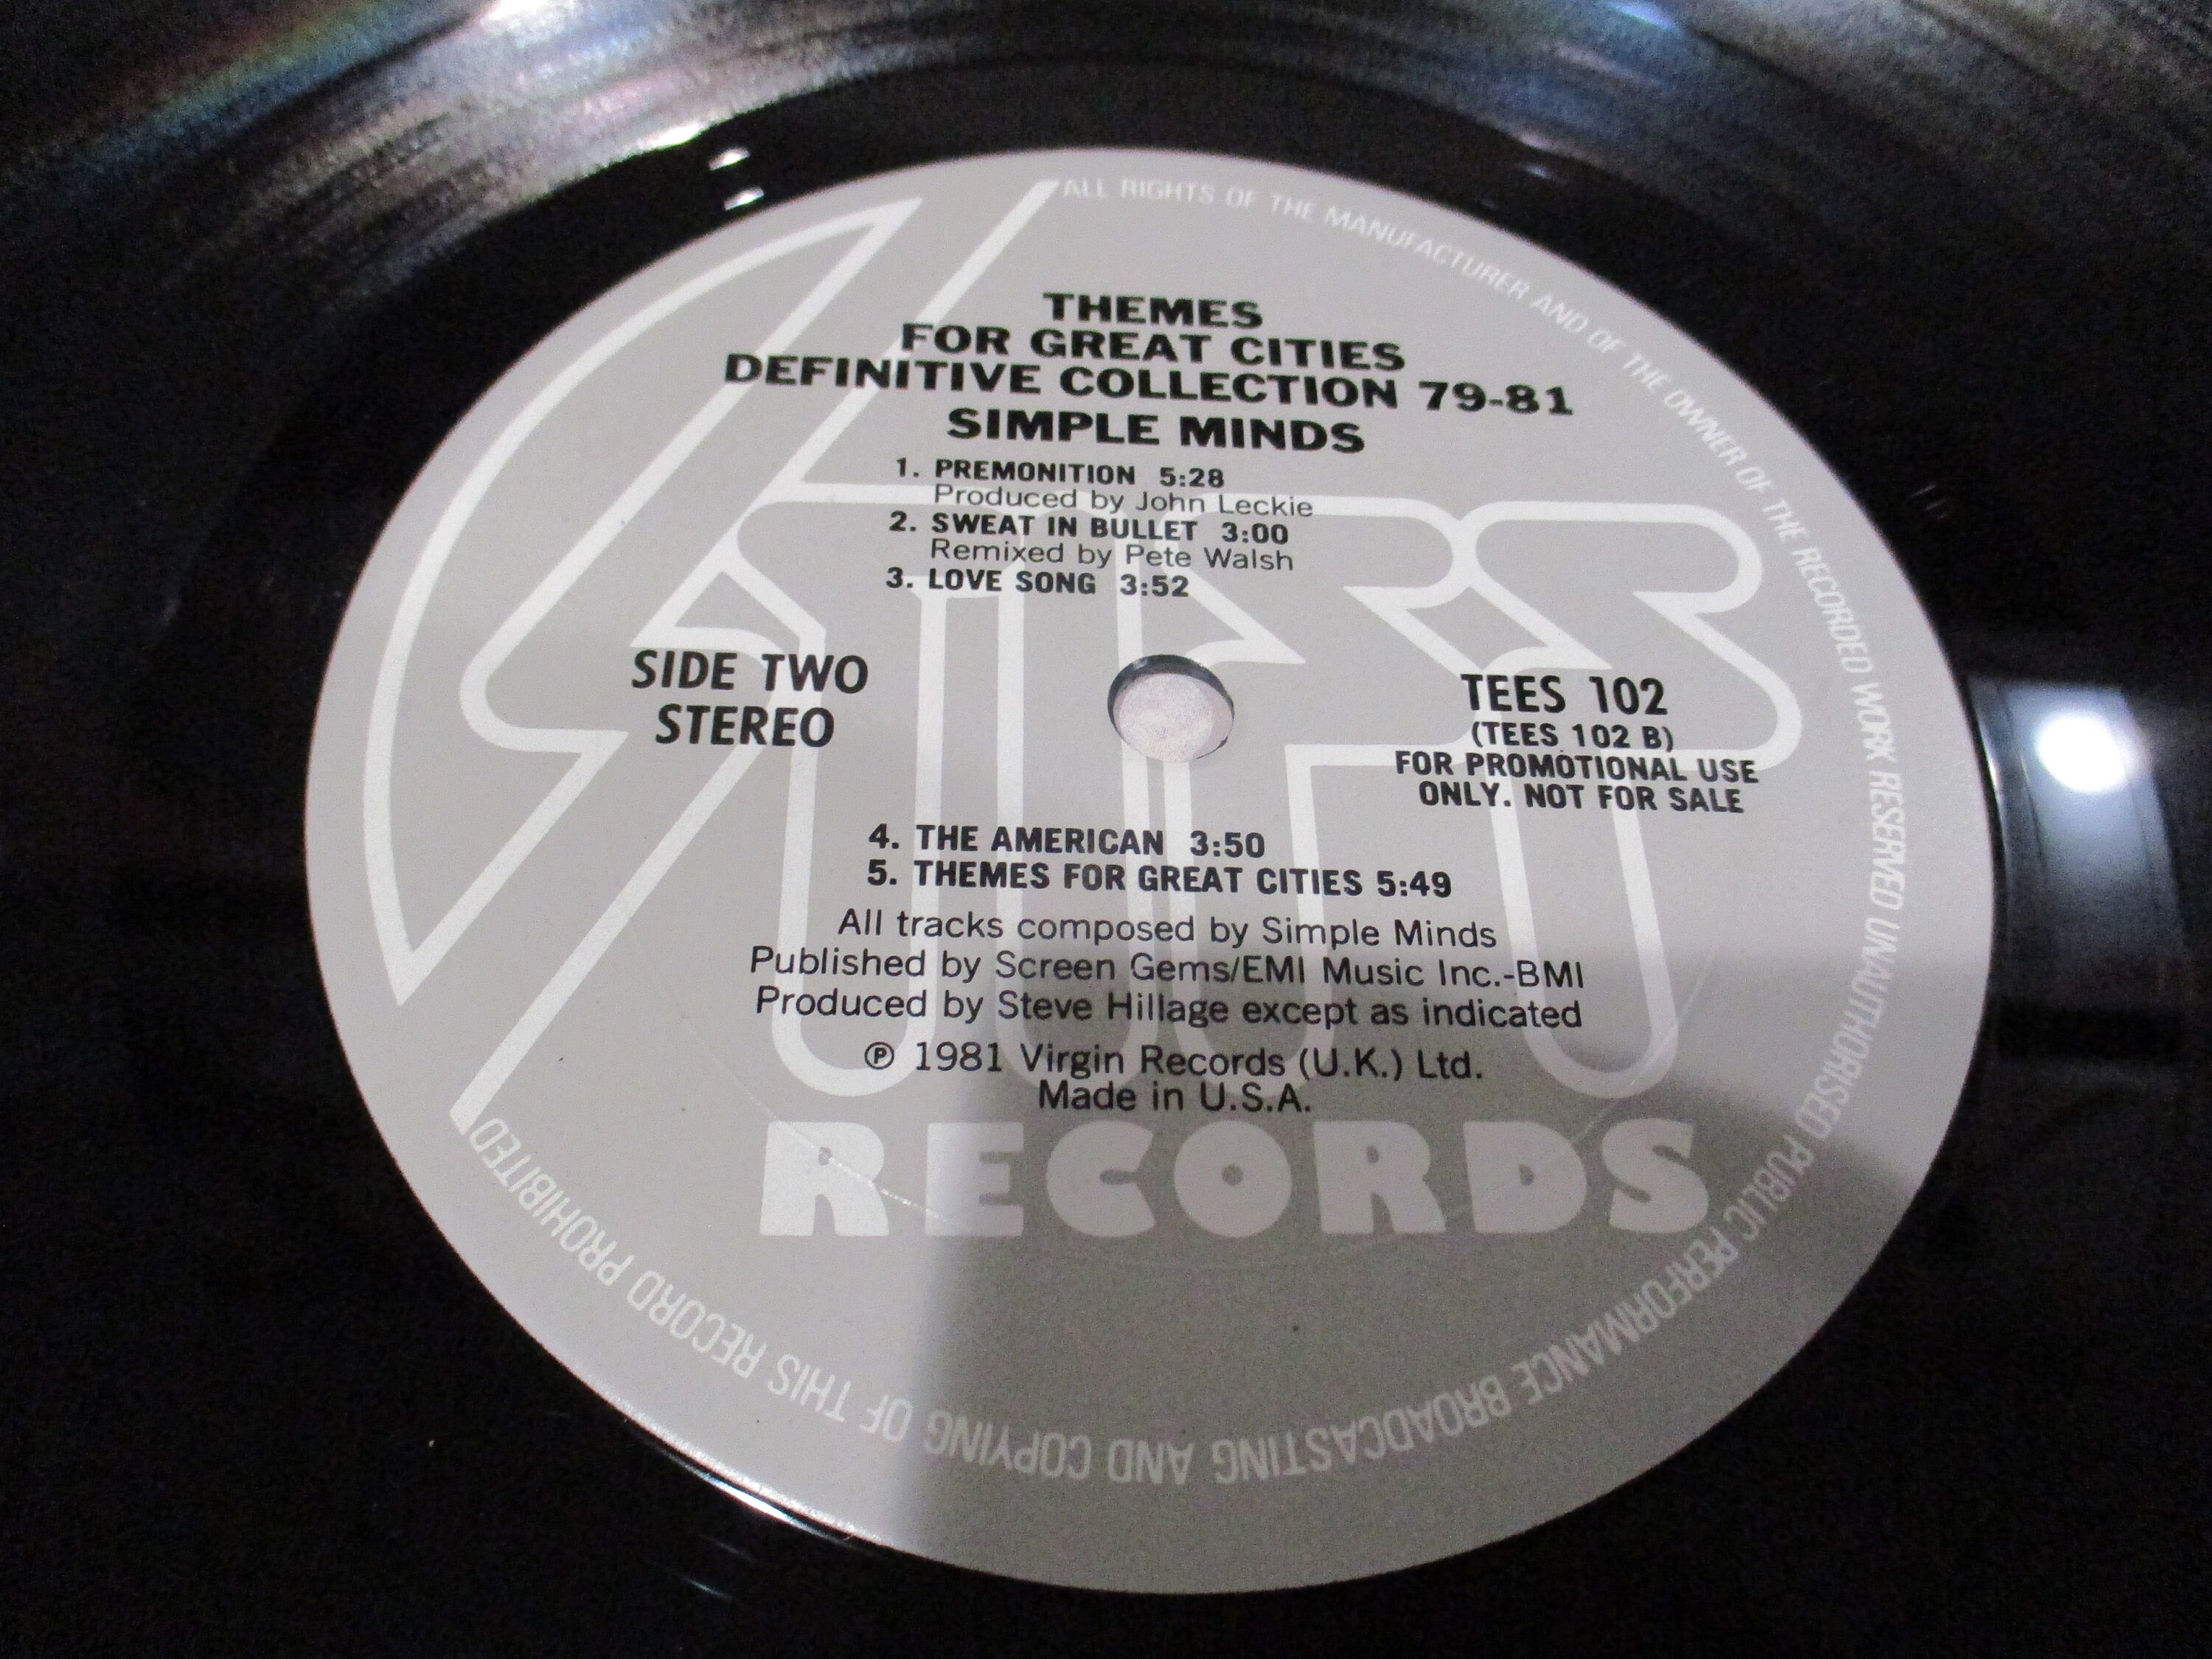 THEMES
FOR GREAT CITIES
DEFINITIVE COLLECTION 79-81
SIMPLE MINDS
1. PREMONITION 5:28
Produced by John Leckie
2. SWEAT IN BULLET 3:00
Remixed by Pete Walsh
3. LOVE SONG 3:52
SIDE TWO
STEREO
TEES 102
(TEES 102 B)
FOR PROMOTIONAL USE
ONLY. NOT FOR SALE
4. THE AMERICAN 3:50
5. THEMES FOR GREAT CITIES 5:49
All tracks composed by Simple Minds
Published by Screen Gems/EMI Music Inc.-BMI
Produced by Steve Hillage except as indicated
℗ 1981 Virgin Records (U.K.) Ltd.
Made in U.S.A.
Stiff
RECORDS
ALL RIGHTS OF THE MANUFACTURER AND OF THE OWNER OF THE RECORDED WORK RESERVED UNAUTHORISED PUBLIC PERFORMANCE BROADCASTING AND COPYING OF THIS RECORD PROHIBITED